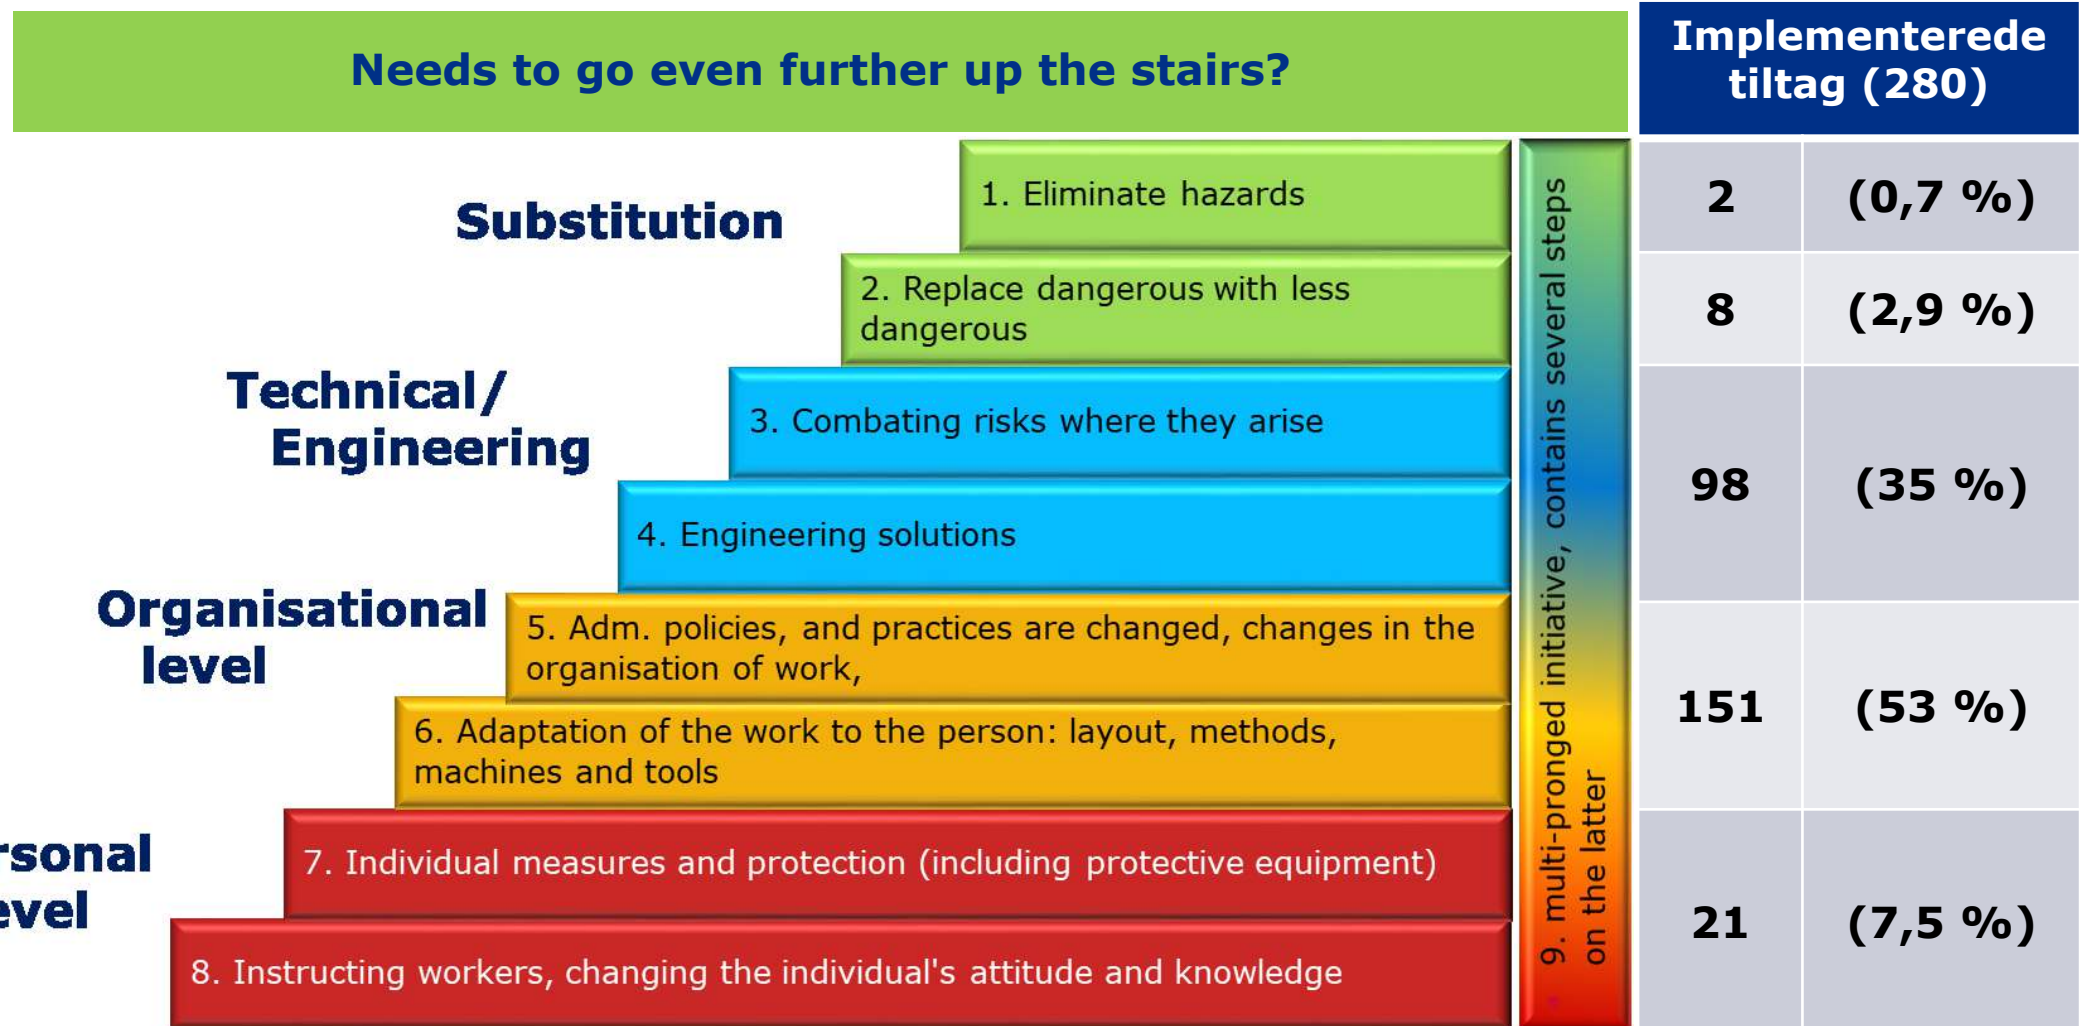 Needs to go even further up the stairs?
Implementerede
tiltag (280)
Substitution
1. Eliminate hazards
2. Replace dangerous with less
dangerous
Technical/
Engineering
3. Combating risks where they arise
4. Engineering solutions
Organisational
level
5. Adm. policies, and practices are changed, changes in the
organisation of work,
6. Adaptation of the work to the person: layout, methods,
machines and tools
rsonal
evel
7. Individual measures and protection (including protective equipment)
8. Instructing workers, changing the individual's attitude and knowledge
9. multi-pronged initiative, contains several steps
on the latter
2 (0,7 %)
8 (2,9 %)
98 (35 %)
151 (53 %)
21 (7,5 %)